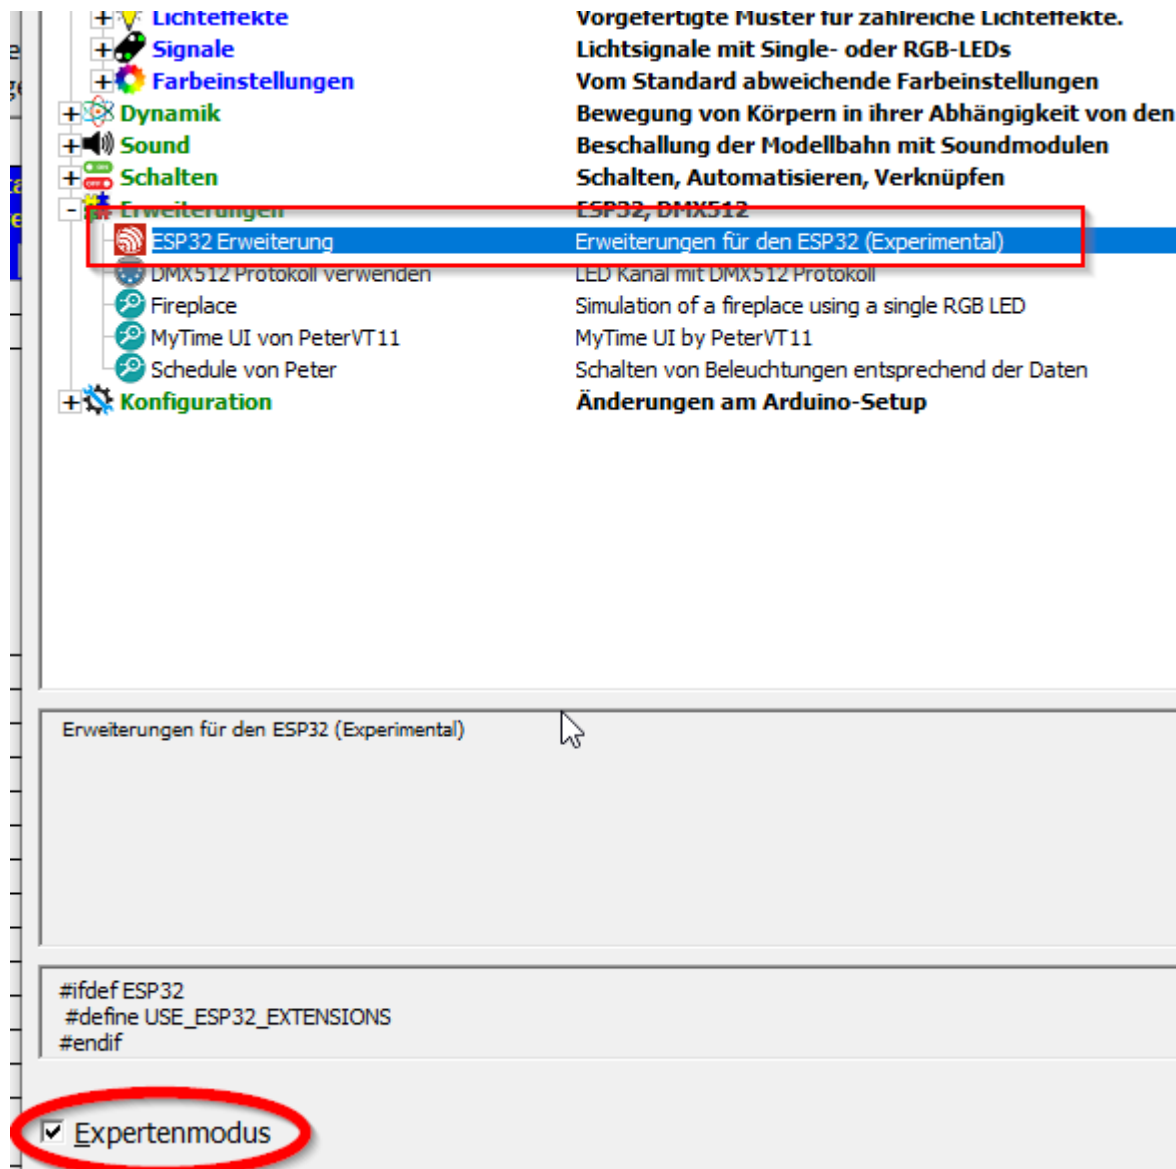 Lichteffekte Vorgefertigte Muster für zahlreiche Lichteffekte.
Signale Lichtsignale mit Single- oder RGB-LEDs
Farbeinstellungen Vom Standard abweichende Farbeinstellungen
Dynamik Bewegung von Körpern in ihrer Abhängigkeit von den
Sound Beschallung der Modellbahn mit Soundmodulen
Schalten Schalten, Automatisieren, Verknüpfen
Erweiterungen ESP32, DMX512
ESP32 Erweiterung Erweiterungen für den ESP32 (Experimental)
DMX512 Protokoll verwenden LED Kanal mit DMX512 Protokoll
Fireplace Simulation of a fireplace using a single RGB LED
MyTime UI von PeterVT11 MyTime UI by PeterVT11
Schedule von Peter Schalten von Beleuchtungen entsprechend der Daten
Konfiguration Änderungen am Arduino-Setup
Erweiterungen für den ESP32 (Experimental)
#ifdef ESP32
#define USE_ESP32_EXTENSIONS
#endif
Expertenmodus